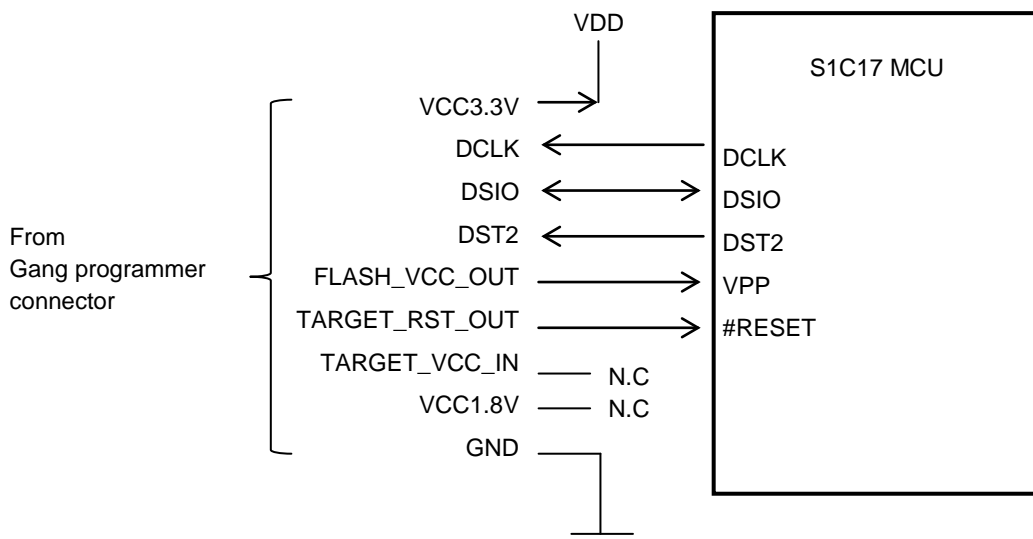 VDD
S1C17 MCU
VCC3.3V
DCLK
DCLK
DSIO
DSIO
DST2
DST2
From
Gang programmer
connector
FLASH_VCC_OUT
VPP
TARGET_RST_OUT
#RESET
TARGET_VCC_IN
N.C
VCC1.8V
N.C
GND